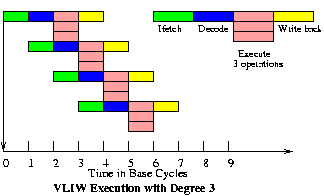 Ifetch Decode Write back
Execute
3 operations
0 1 2 3 4 5 6 7 8 9
Time in Base Cycles
VLIW Execution with Degree 3